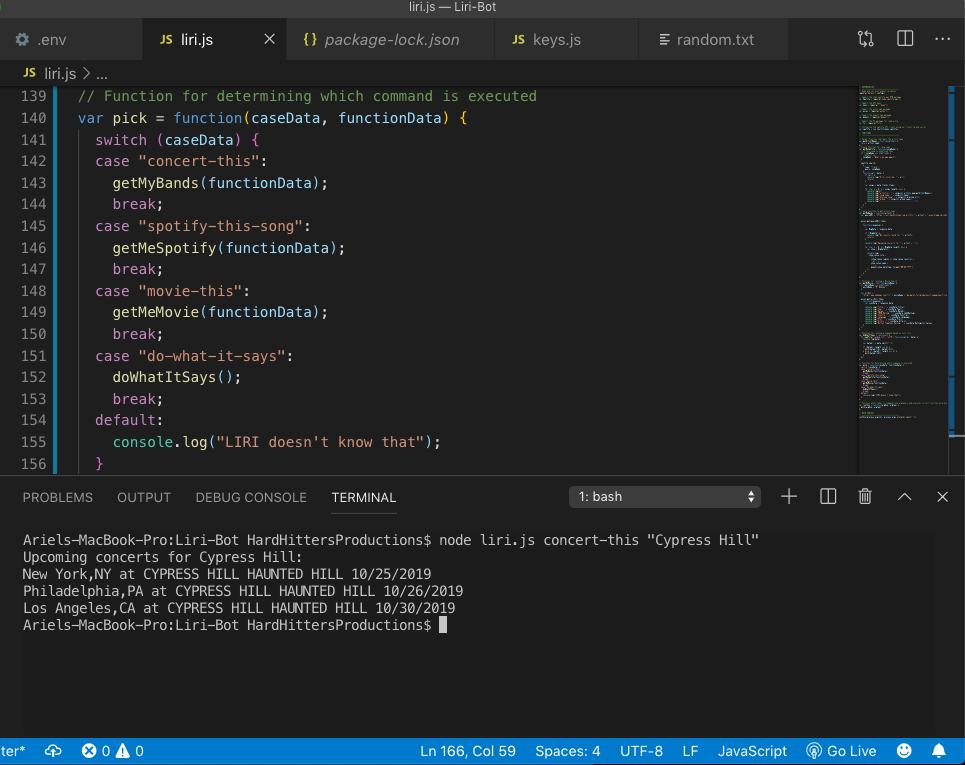 liri.js — Liri-Bot
.env
JS liri.js
{} package-lock.json
JS keys.js
random.txt
JS liri.js > ...
139 // Function for determining which command is executed
140 var pick = function(caseData, functionData) {
141 switch (caseData) {
142 case "concert-this":
143 getMyBands(functionData);
144 break;
145 case "spotify-this-song":
146 getMeSpotify(functionData);
147 break;
148 case "movie-this":
149 getMeMovie(functionData);
150 break;
151 case "do-what-it-says":
152 doWhatItSays();
153 break;
154 default:
155 console.log("LIRI doesn't know that");
156 }
PROBLEMS OUTPUT DEBUG CONSOLE TERMINAL 1: bash
Ariels-MacBook-Pro:Liri-Bot HardHittersProductions$ node liri.js concert-this "Cypress Hill"
Upcoming concerts for Cypress Hill:
New York,NY at CYPRESS HILL HAUNTED HILL 10/25/2019
Philadelphia,PA at CYPRESS HILL HAUNTED HILL 10/26/2019
Los Angeles,CA at CYPRESS HILL HAUNTED HILL 10/30/2019
Ariels-MacBook-Pro:Liri-Bot HardHittersProductions$
ter* 0 0 Ln 166, Col 59 Spaces: 4 UTF-8 LF JavaScript Go Live